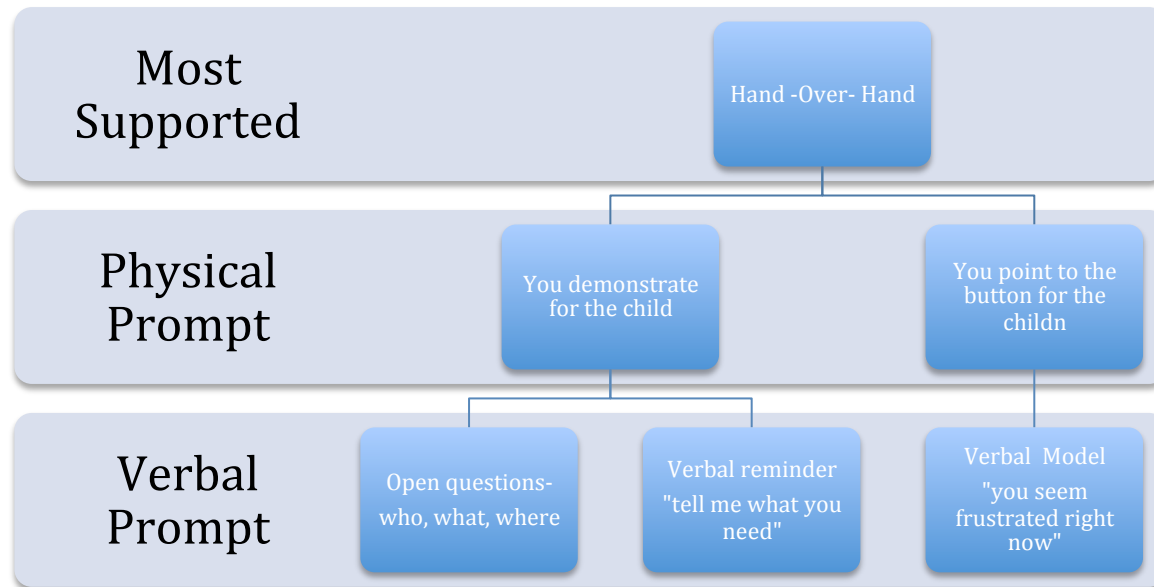 Most
Supported
Hand -Over- Hand
Physical
Prompt
You demonstrate
for the child
You point to the
button for the
childn
Verbal
Prompt
Open questions-
who, what, where
Verbal reminder
"tell me what you
need"
Verbal  Model
"you seem
frustrated right
now"